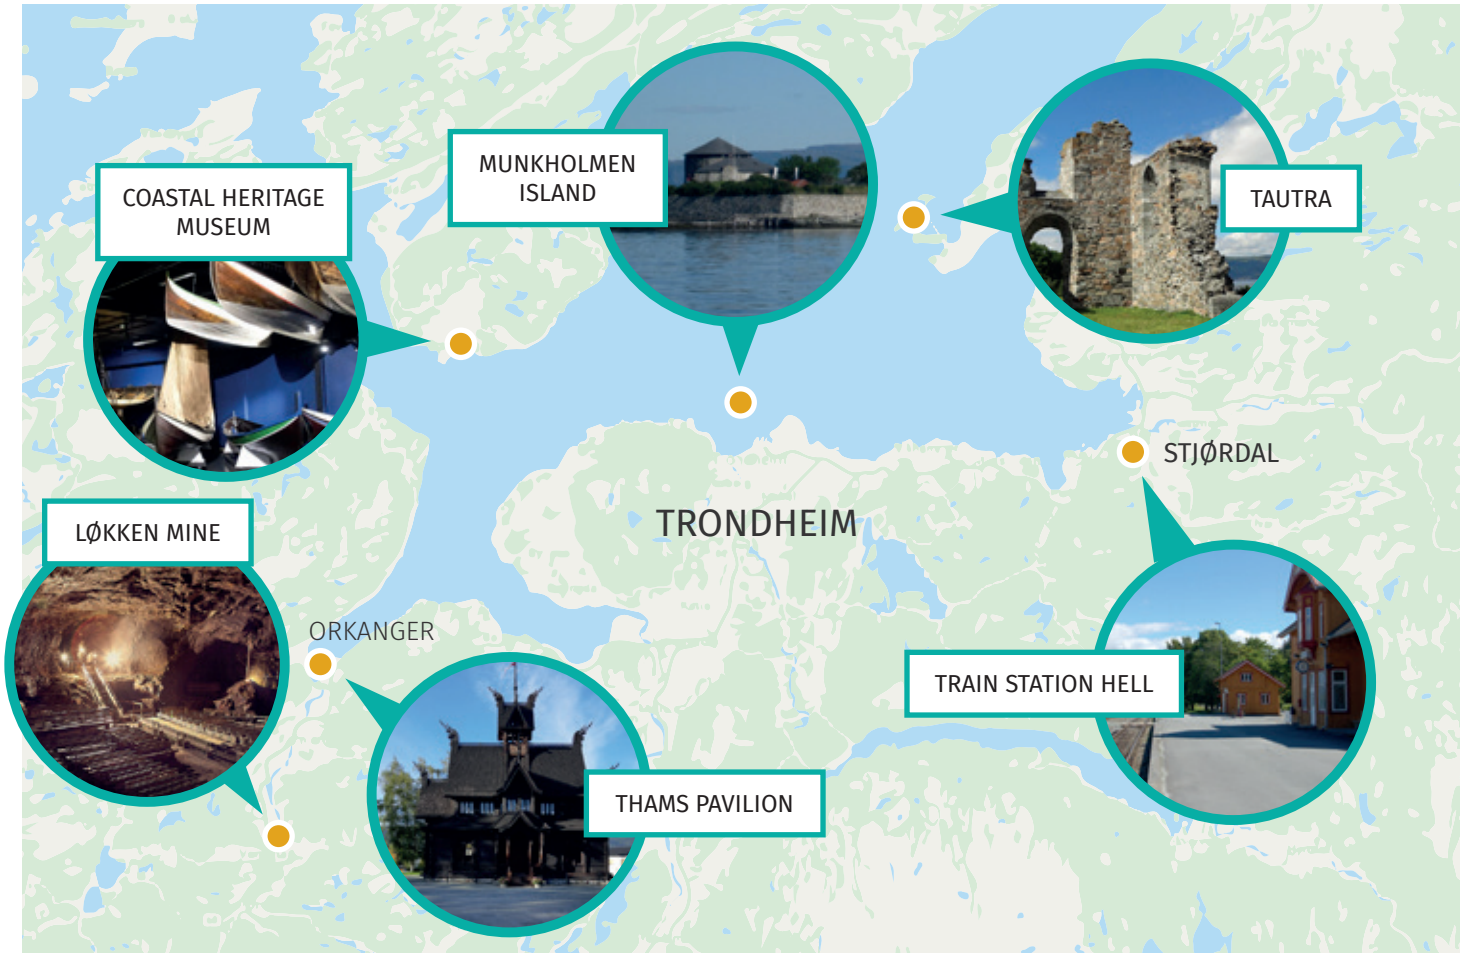 MUNKHOLMEN
ISLAND
COASTAL HERITAGE
MUSEUM
TAUTRA
STJØRDAL
TRONDHEIM
LØKKEN MINE
ORKANGER
TRAIN STATION HELL
THAMS PAVILION